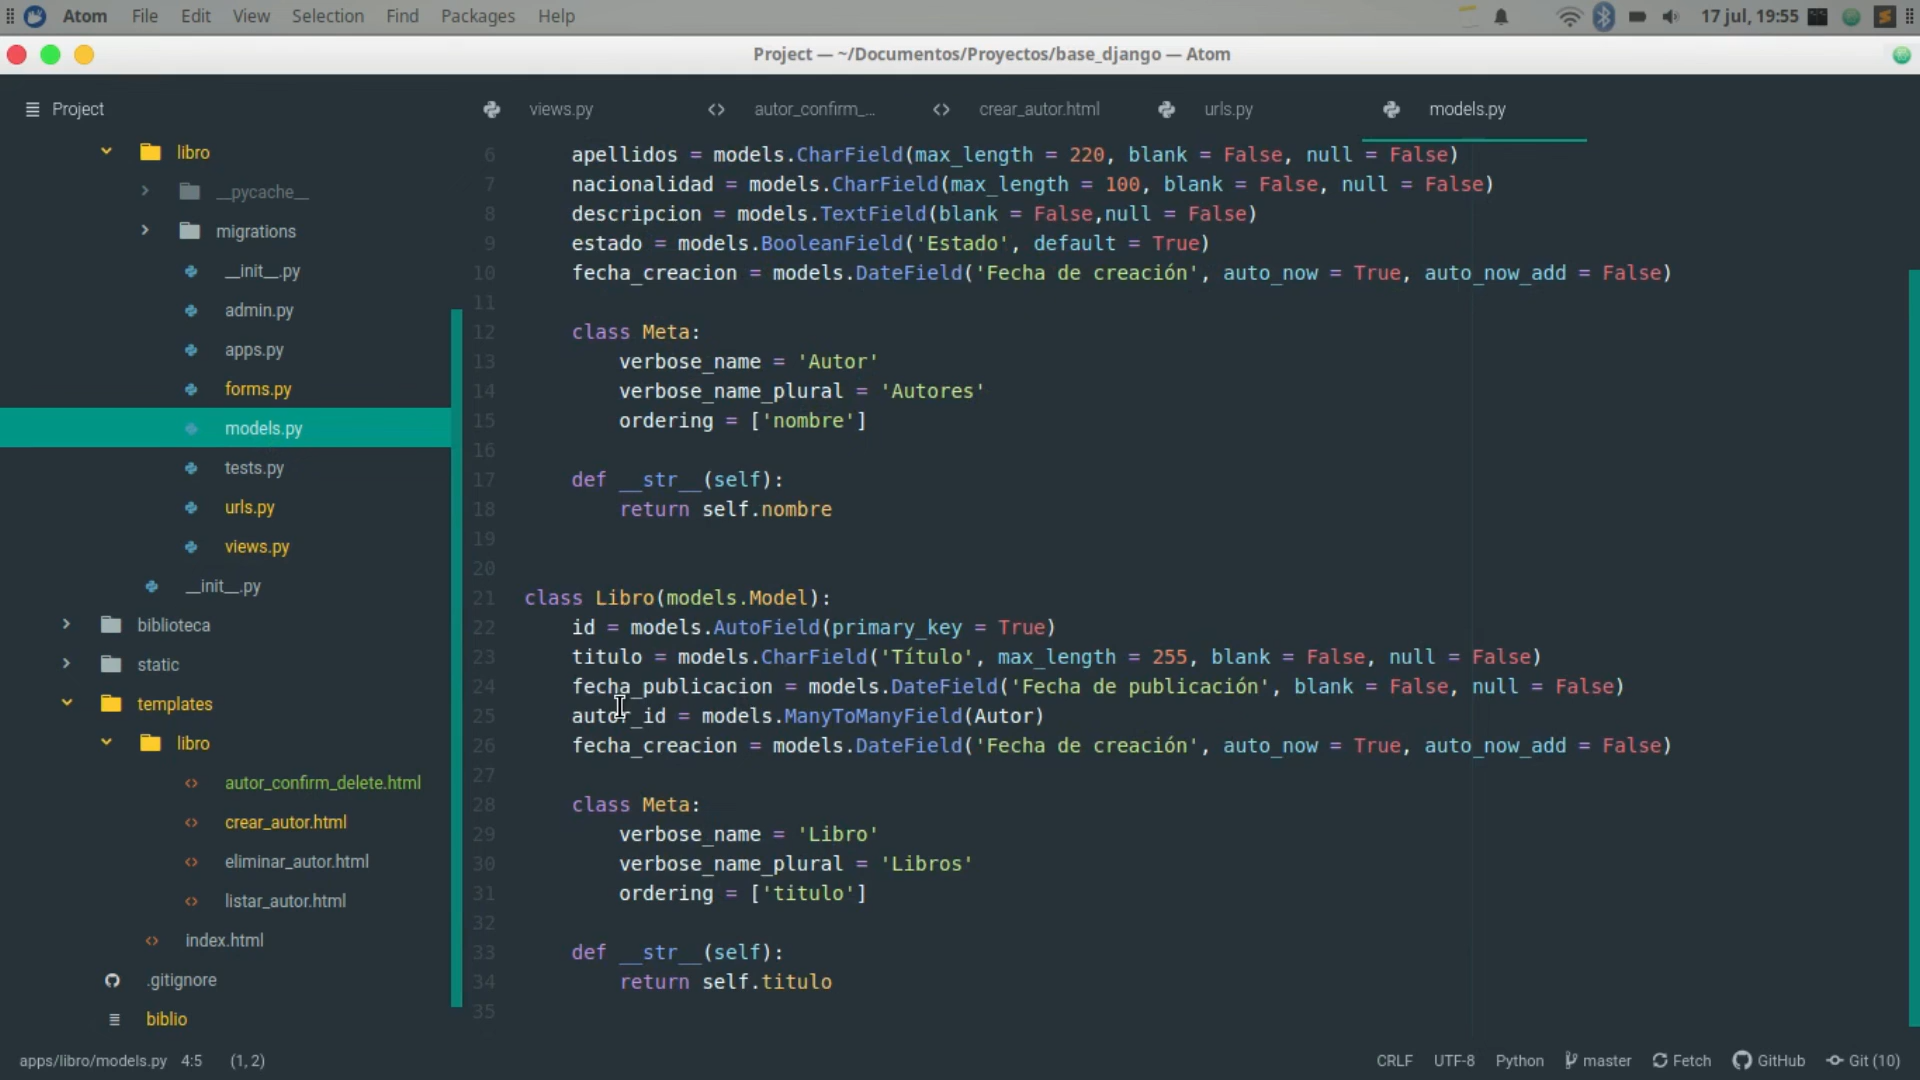 Atom File Edit View Selection Find Packages Help 17 jul, 19:55
Project — ~/Documentos/Proyectos/base_django — Atom
Project
views.py autor_confirm_... crear_autor.html urls.py models.py
libro
__pycache__
migrations
__init__.py
admin.py
apps.py
forms.py
models.py
tests.py
urls.py
views.py
__init__.py
biblioteca
static
templates
libro
autor_confirm_delete.html
crear_autor.html
eliminar_autor.html
listar_autor.html
index.html
.gitignore
biblio
6 apellidos = models.CharField(max_length = 220, blank = False, null = False)
7 nacionalidad = models.CharField(max_length = 100, blank = False, null = False)
8 descripcion = models.TextField(blank = False,null = False)
9 estado = models.BooleanField('Estado', default = True)
10 fecha_creacion = models.DateField('Fecha de creación', auto_now = True, auto_now_add = False)
11
12 class Meta:
13 verbose_name = 'Autor'
14 verbose_name_plural = 'Autores'
15 ordering = ['nombre']
16
17 def __str__(self):
18 return self.nombre
19
20
21 class Libro(models.Model):
22 id = models.AutoField(primary_key = True)
23 titulo = models.CharField('Título', max_length = 255, blank = False, null = False)
24 fecha_publicacion = models.DateField('Fecha de publicación', blank = False, null = False)
25 autor_id = models.ManyToManyField(Autor)
26 fecha_creacion = models.DateField('Fecha de creación', auto_now = True, auto_now_add = False)
27
28 class Meta:
29 verbose_name = 'Libro'
30 verbose_name_plural = 'Libros'
31 ordering = ['titulo']
32
33 def __str__(self):
34 return self.titulo
35
apps/libro/models.py 4:5 (1, 2) CRLF UTF-8 Python master Fetch GitHub Git (10)